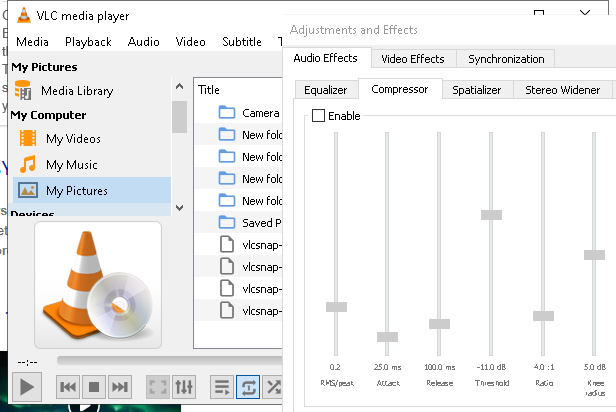 VLC media player
Media Playback Audio Video Subtitle
My Pictures
Media Library
My Computer
My Videos
My Music
My Pictures
Devices
Title
Camera
New fold
New fold
New fold
New fold
Saved P
vlcsnap-
vlcsnap-
vlcsnap-
vlcsnap-
--:--
Adjustments and Effects
Audio Effects Video Effects Synchronization
Equalizer Compressor Spatializer Stereo Widener
Enable
0.2 25.0 ms 100.0 ms -11.0 dB 4.0 :1 5.0 dB
RMS/peak Attack Release Threshold Ratio Knee
radius